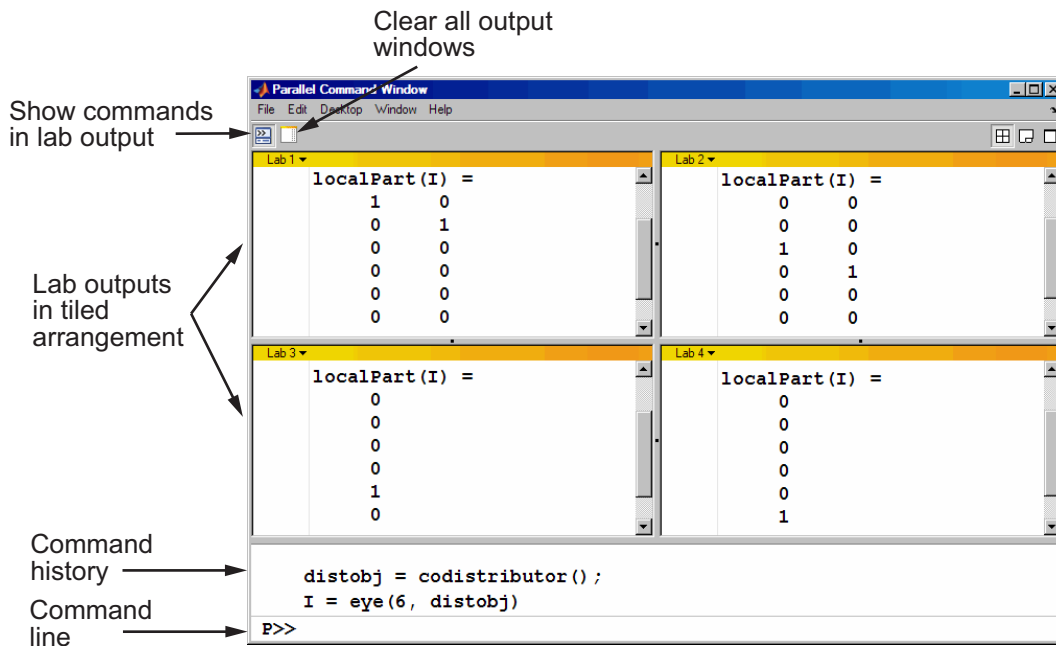 Clear all output
windows
Show commands
in lab output
Parallel Command Window
File Edit Desktop Window Help
Lab 1
localPart(I) =
1 0
0 1
0 0
0 0
0 0
0 0
Lab 2
localPart(I) =
0 0
0 0
1 0
0 1
0 0
0 0
Lab outputs
in tiled
arrangement
Lab 3
localPart(I) =
0
0
0
0
1
0
Lab 4
localPart(I) =
0
0
0
0
0
1
Command
history
distobj = codistributor();
I = eye(6, distobj)
Command
line
P>>